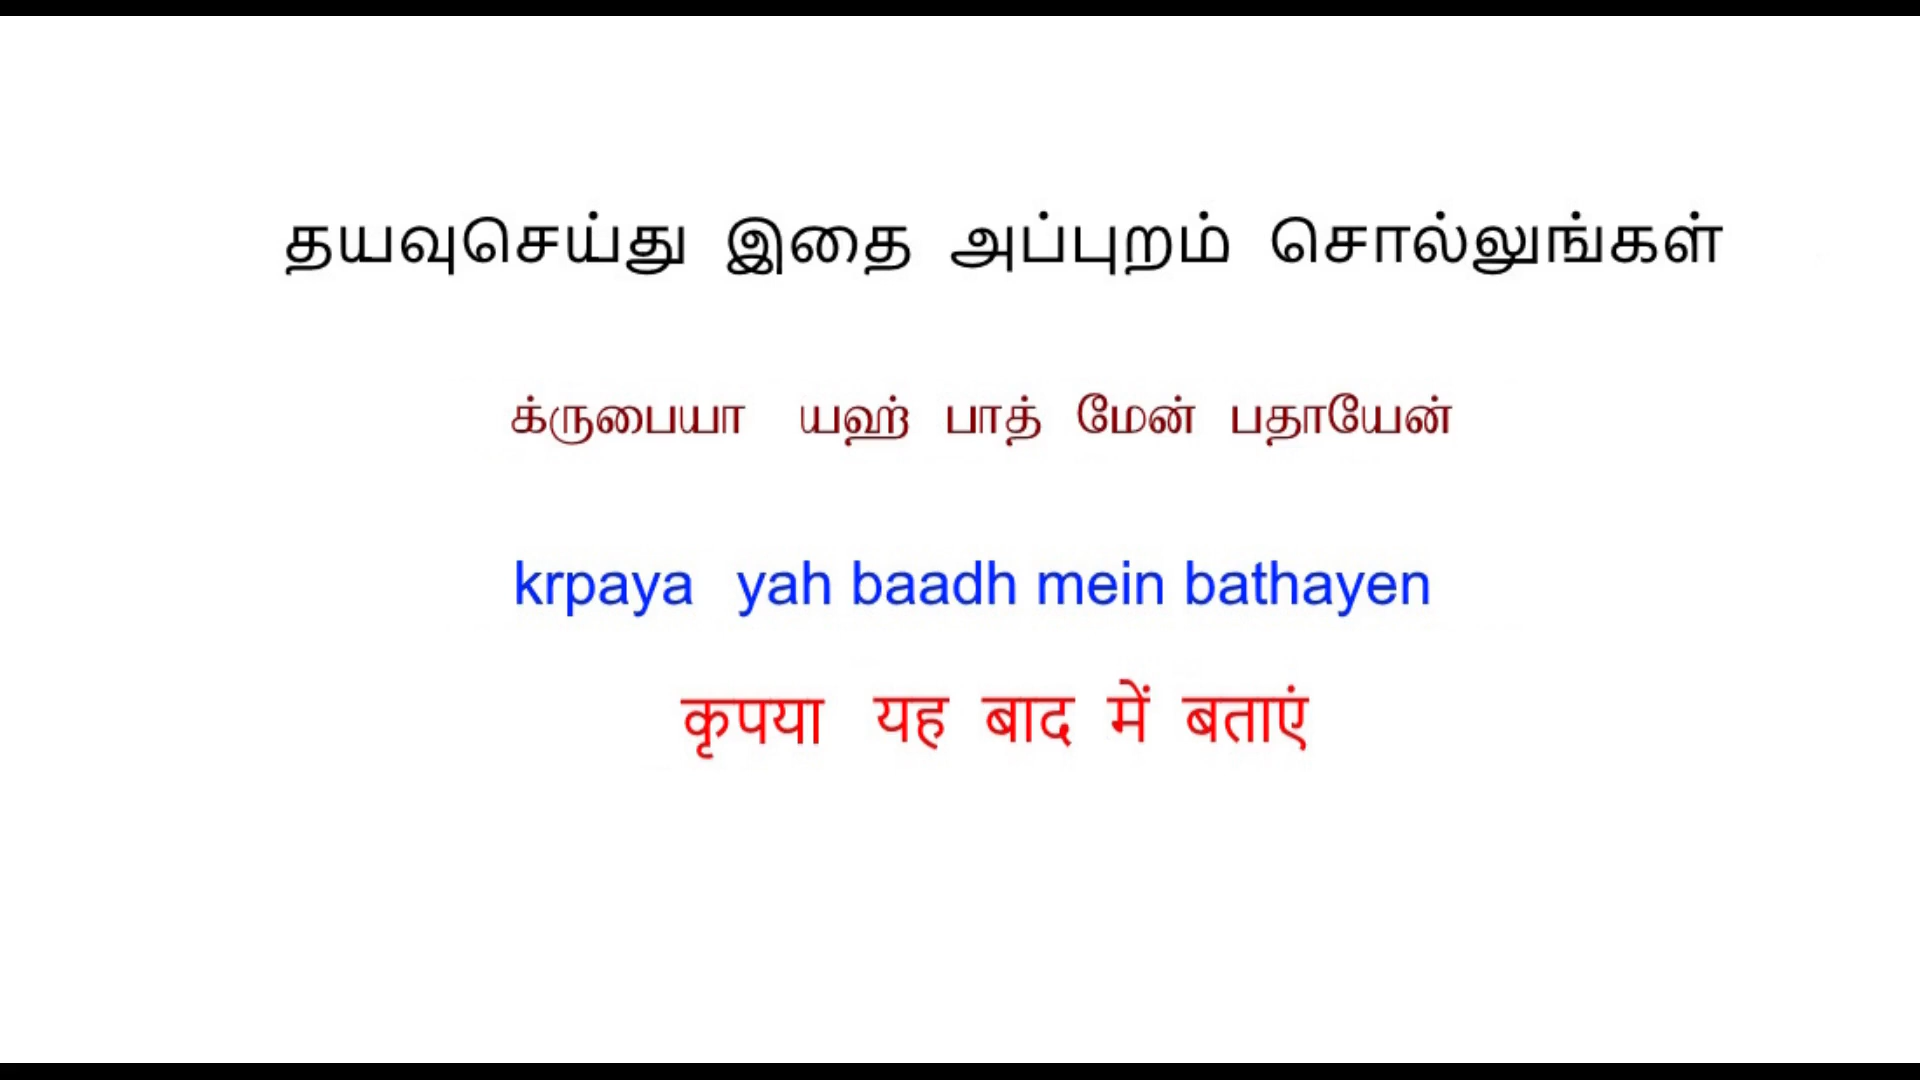 தயவுசெய்து இதை அப்புறம் சொல்லுங்கள்
க்ருபையா யஹ் பாத் மேன் பதாயேன்
krpaya yah baadh mein bathayen
कृपया यह बाद में बताएं